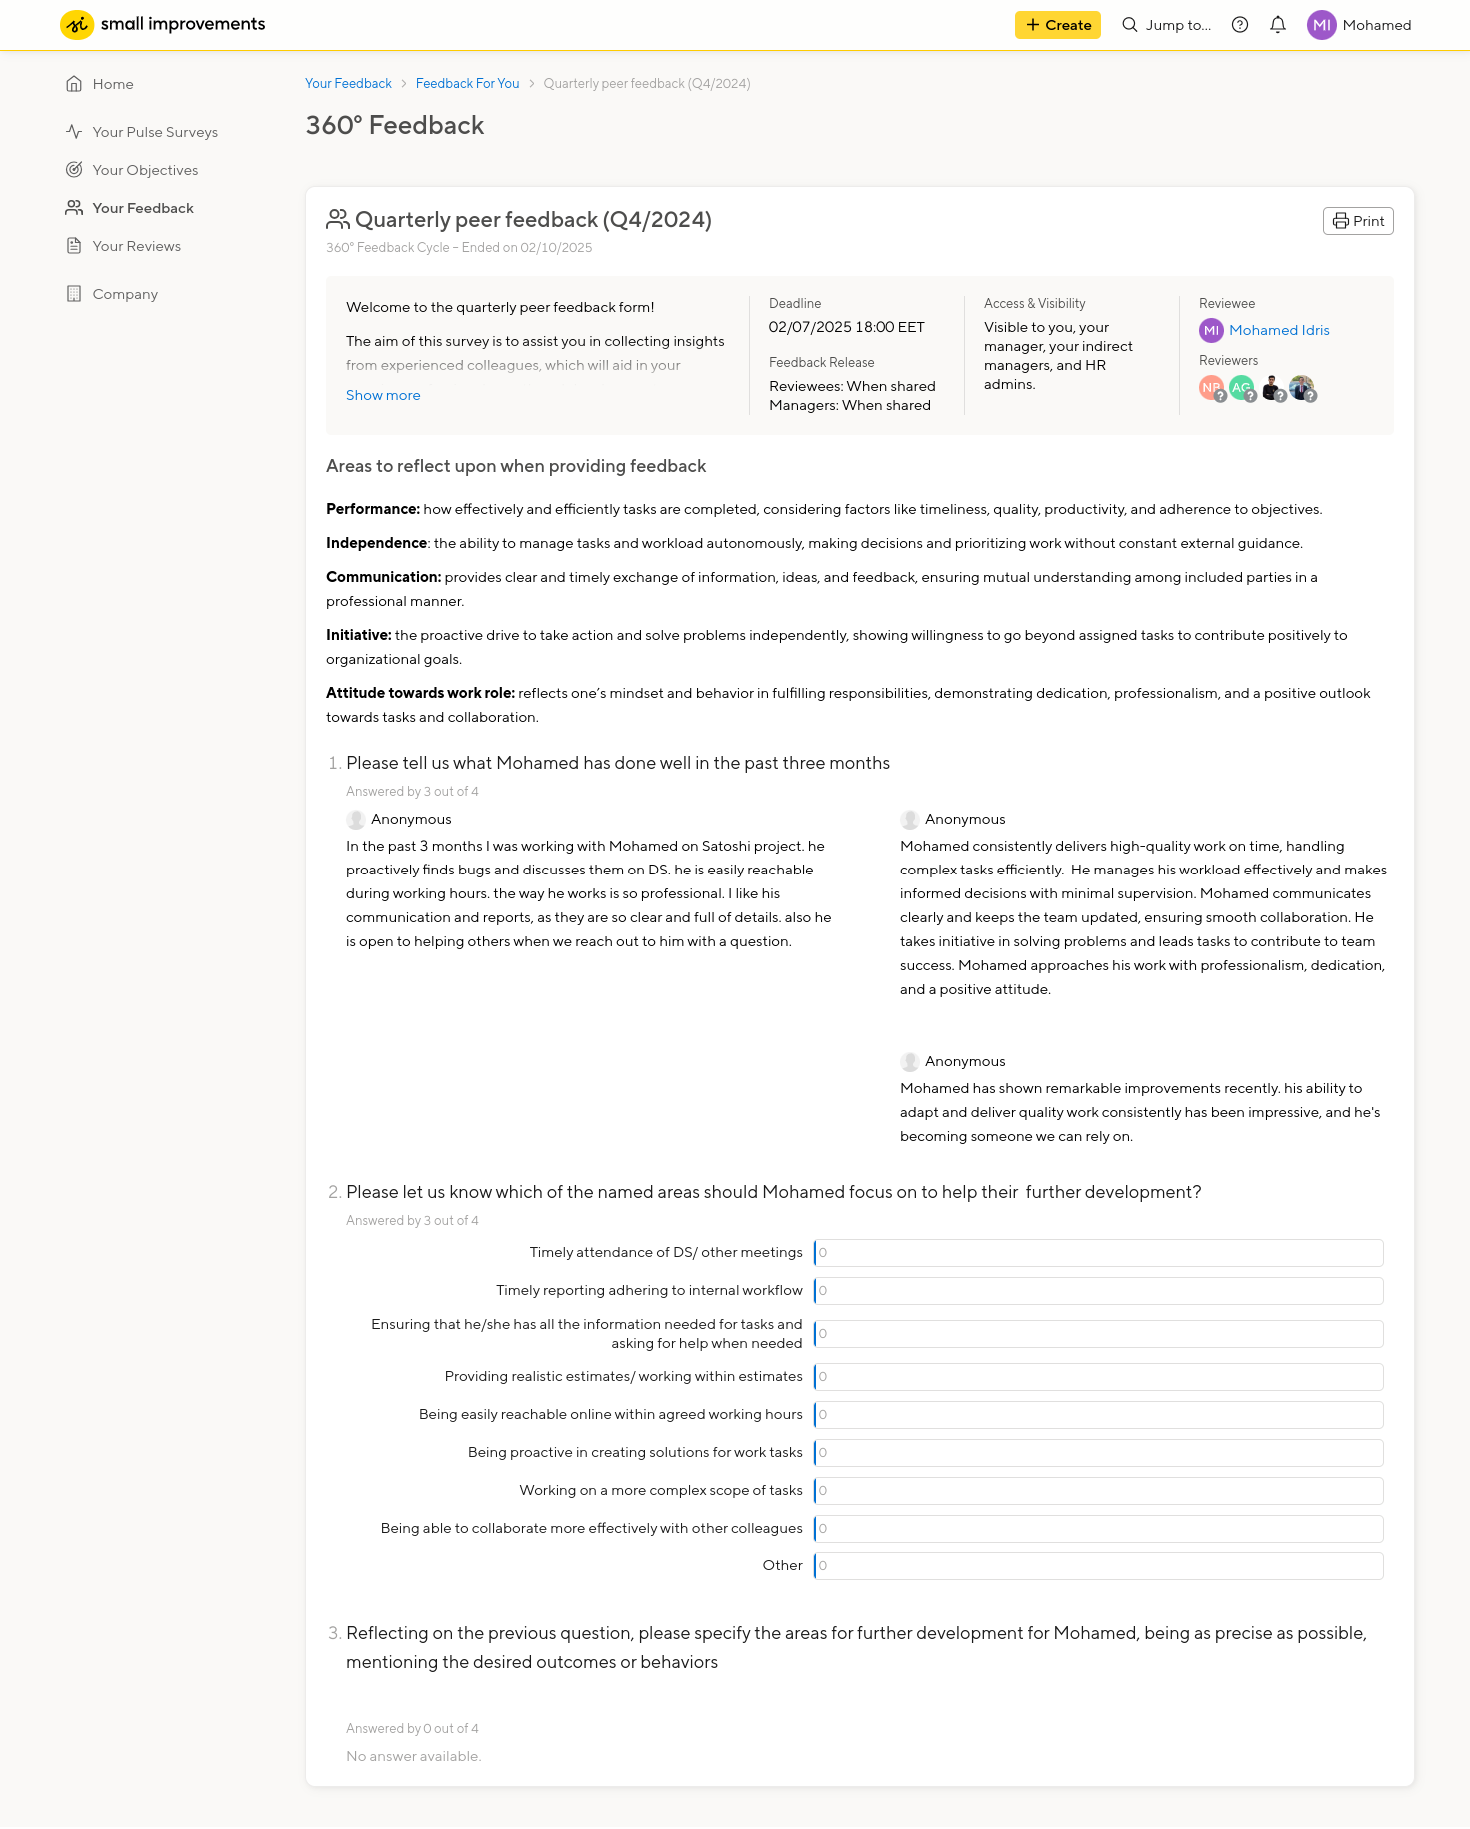 small improvements
Create
Jump to...
MI
Mohamed
Home
Your Pulse Surveys
Your Objectives
Your Feedback
Your Reviews
Company
Your Feedback > Feedback For You > Quarterly peer feedback (Q4/2024)
360° Feedback
Quarterly peer feedback (Q4/2024)
Print
360° Feedback Cycle – Ended on 02/10/2025
Welcome to the quarterly peer feedback form!
The aim of this survey is to assist you in collecting insights
from experienced colleagues, which will aid in your
Show more
Deadline
02/07/2025 18:00 EET
Feedback Release
Reviewees: When shared
Managers: When shared
Access & Visibility
Visible to you, your
manager, your indirect
managers, and HR
admins.
Reviewee
MI Mohamed Idris
Reviewers
AG ? ? ? ?
Areas to reflect upon when providing feedback
Performance: how effectively and efficiently tasks are completed, considering factors like timeliness, quality, productivity, and adherence to objectives.
Independence: the ability to manage tasks and workload autonomously, making decisions and prioritizing work without constant external guidance.
Communication: provides clear and timely exchange of information, ideas, and feedback, ensuring mutual understanding among included parties in a
professional manner.
Initiative: the proactive drive to take action and solve problems independently, showing willingness to go beyond assigned tasks to contribute positively to
organizational goals.
Attitude towards work role: reflects one’s mindset and behavior in fulfilling responsibilities, demonstrating dedication, professionalism, and a positive outlook
towards tasks and collaboration.
1. Please tell us what Mohamed has done well in the past three months
Answered by 3 out of 4
Anonymous
In the past 3 months I was working with Mohamed on Satoshi project. he
proactively finds bugs and discusses them on DS. he is easily reachable
during working hours. the way he works is so professional. I like his
communication and reports, as they are so clear and full of details. also he
is open to helping others when we reach out to him with a question.
Anonymous
Mohamed consistently delivers high-quality work on time, handling
complex tasks efficiently.  He manages his workload effectively and makes
informed decisions with minimal supervision. Mohamed communicates
clearly and keeps the team updated, ensuring smooth collaboration. He
takes initiative in solving problems and leads tasks to contribute to team
success. Mohamed approaches his work with professionalism, dedication,
and a positive attitude.
Anonymous
Mohamed has shown remarkable improvements recently. his ability to
adapt and deliver quality work consistently has been impressive, and he's
becoming someone we can rely on.
2. Please let us know which of the named areas should Mohamed focus on to help their  further development?
Answered by 3 out of 4
Timely attendance of DS/ other meetings 0
Timely reporting adhering to internal workflow 0
Ensuring that he/she has all the information needed for tasks and
asking for help when needed 0
Providing realistic estimates/ working within estimates 0
Being easily reachable online within agreed working hours 0
Being proactive in creating solutions for work tasks 0
Working on a more complex scope of tasks 0
Being able to collaborate more effectively with other colleagues 0
Other 0
3. Reflecting on the previous question, please specify the areas for further development for Mohamed, being as precise as possible,
mentioning the desired outcomes or behaviors
Answered by 0 out of 4
No answer available.